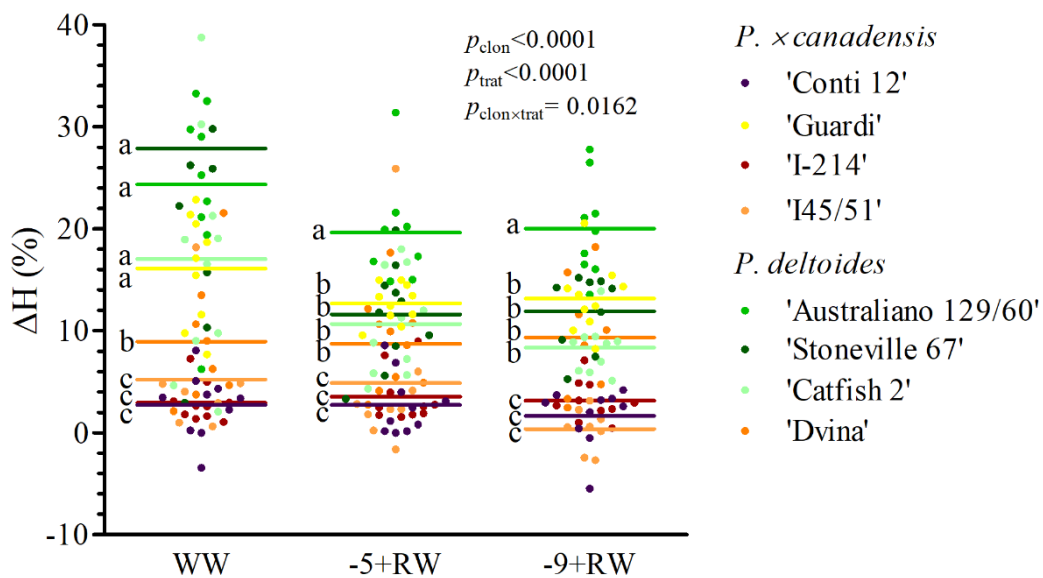 40
30
20
10
0
-10
ΔH (%)
a
a
a
a
b
c
c
c
a
b
b
b
b
c
c
c
a
b
b
b
b
c
c
c
WW
-5+RW
-9+RW
pclon<0.0001
ptrat<0.0001
pclon×trat= 0.0162
P. ×canadensis
'Conti 12'
'Guardi'
'I-214'
'I45/51'
P. deltoides
'Australiano 129/60'
'Stoneville 67'
'Catfish 2'
'Dvina'